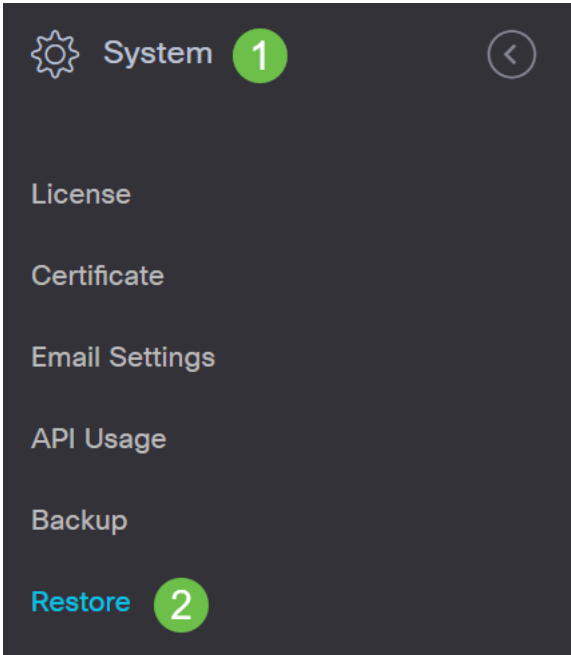 System 1
License
Certificate
Email Settings
API Usage
Backup
Restore 2